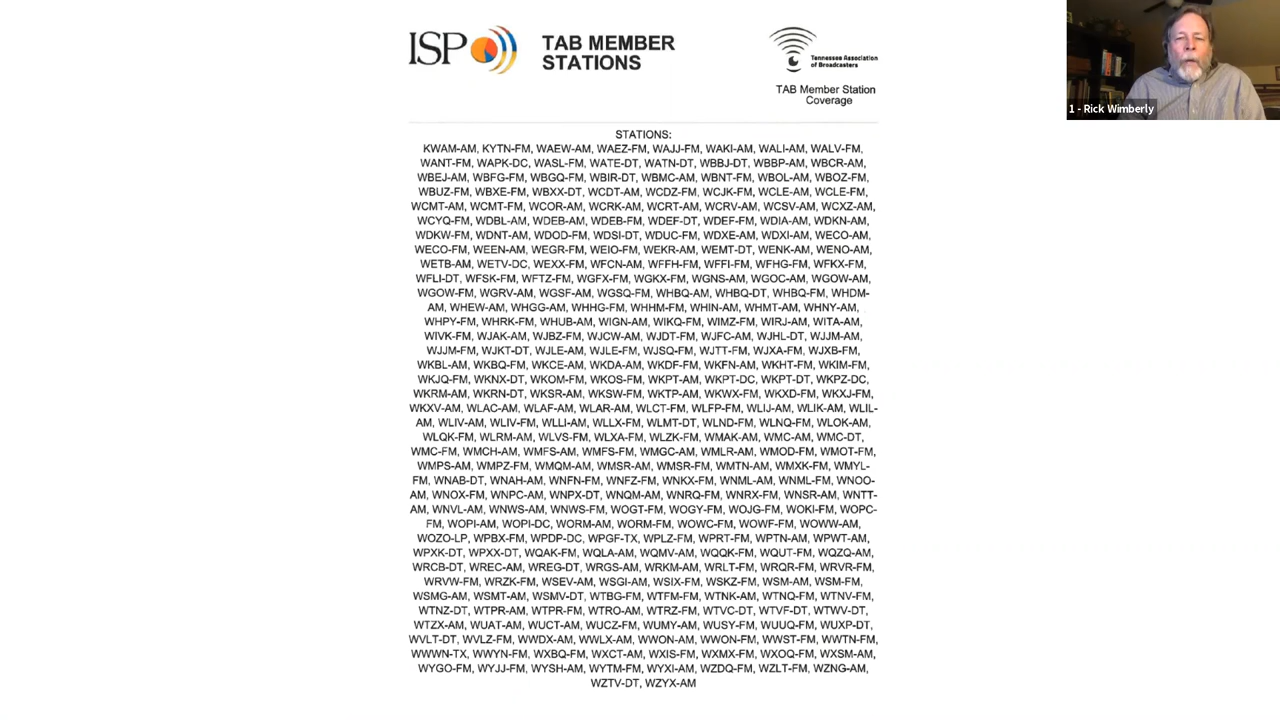 ISP
TAB MEMBER
STATIONS
Tennessee Association
of Broadcasters
TAB Member Station
Coverage
1 - Rick Wimberly
STATIONS:
KWAM-AM, KYTN-FM, WAEW-AM, WAEZ-FM, WAJJ-FM, WAKI-AM, WALI-AM, WALV-FM,
WANT-FM, WAPK-DC, WASL-FM, WATE-DT, WATN-DT, WBBJ-DT, WBBP-AM, WBCR-AM,
WBEJ-AM, WBFG-FM, WBGQ-FM, WBIR-DT, WBMC-AM, WBNT-FM, WBOL-AM, WBOZ-FM,
WBUZ-FM, WBXE-FM, WBXX-DT, WCDT-AM, WCDZ-FM, WCJK-FM, WCLE-AM, WCLE-FM,
WCMT-AM, WCMT-FM, WCOR-AM, WCRK-AM, WCRT-AM, WCRV-AM, WCSV-AM, WCXZ-AM,
WCYQ-FM, WDBL-AM, WDEB-AM, WDEB-FM, WDEF-DT, WDEF-FM, WDIA-AM, WDKN-AM,
WDKW-FM, WDNT-AM, WDOD-FM, WDSI-DT, WDUC-FM, WDXE-AM, WDXI-AM, WECO-AM,
WECO-FM, WEEN-AM, WEGR-FM, WEIO-FM, WEKR-AM, WEMT-DT, WENK-AM, WENO-AM,
WETB-AM, WETV-DC, WEXX-FM, WFCN-AM, WFFH-FM, WFFI-FM, WFHG-FM, WFKX-FM,
WFLI-DT, WFSK-FM, WFTZ-FM, WGFX-FM, WGKX-FM, WGNS-AM, WGOC-AM, WGOW-AM,
WGOW-FM, WGRV-AM, WGSF-AM, WGSQ-FM, WHBQ-AM, WHBQ-DT, WHBQ-FM, WHDM-
AM, WHEW-AM, WHGG-AM, WHHG-FM, WHHM-FM, WHIN-AM, WHMT-AM, WHNY-AM,
WHPY-FM, WHRK-FM, WHUB-AM, WIGN-AM, WIKQ-FM, WIMZ-FM, WIRJ-AM, WITA-AM,
WIVK-FM, WJAK-AM, WJBZ-FM, WJCW-AM, WJDT-FM, WJFC-AM, WJHL-DT, WJJM-AM,
WJJM-FM, WJKT-DT, WJLE-AM, WJLE-FM, WJSQ-FM, WJTT-FM, WJXA-FM, WJXB-FM,
WKBL-AM, WKBQ-FM, WKCE-AM, WKDA-AM, WKDF-FM, WKFN-AM, WKHT-FM, WKIM-FM,
WKJQ-FM, WKNX-DT, WKOM-FM, WKOS-FM, WKPT-AM, WKPT-DC, WKPT-DT, WKPZ-DC,
WKRM-AM, WKRN-DT, WKSR-AM, WKSW-FM, WKTP-AM, WKWX-FM, WKXD-FM, WKXJ-FM,
WKXV-AM, WLAC-AM, WLAF-AM, WLAR-AM, WLCT-FM, WLFP-FM, WLIJ-AM, WLIK-AM, WLIL-
AM, WLIV-AM, WLIV-FM, WLLI-AM, WLLX-FM, WLMT-DT, WLND-FM, WLNQ-FM, WLOK-AM,
WLQK-FM, WLRM-AM, WLVS-FM, WLXA-FM, WLZK-FM, WMAK-AM, WMC-AM, WMC-DT,
WMC-FM, WMCH-AM, WMFS-AM, WMFS-FM, WMGC-AM, WMLR-AM, WMOD-FM, WMOT-FM,
WMPS-AM, WMPZ-FM, WMQM-AM, WMSR-AM, WMSR-FM, WMTN-AM, WMXK-FM, WMYL-
FM, WNAB-DT, WNAH-AM, WNFN-FM, WNFZ-FM, WNKX-FM, WNML-AM, WNML-FM, WNOO-
AM, WNOX-FM, WNPC-AM, WNPX-DT, WNQM-AM, WNRQ-FM, WNRX-FM, WNSR-AM, WNTT-
AM, WNVL-AM, WNWS-AM, WNWS-FM, WOGT-FM, WOGY-FM, WOJG-FM, WOKI-FM, WOPC-
FM, WOPI-AM, WOPI-DC, WORM-AM, WORM-FM, WOWC-FM, WOWF-FM, WOWW-AM,
WOZO-LP, WPBX-FM, WPDP-DC, WPGF-TX, WPLZ-FM, WPRT-FM, WPTN-AM, WPWT-AM,
WPXK-DT, WPXX-DT, WQAK-FM, WQLA-AM, WQMV-AM, WQQK-FM, WQUT-FM, WQZQ-AM,
WRCB-DT, WREC-AM, WREG-DT, WRGS-AM, WRKM-AM, WRLT-FM, WRQR-FM, WRVR-FM,
WRVW-FM, WRZK-FM, WSEV-AM, WSGI-AM, WSIX-FM, WSKZ-FM, WSM-AM, WSM-FM,
WSMG-AM, WSMT-AM, WSMV-DT, WTBG-FM, WTFM-FM, WTNK-AM, WTNQ-FM, WTNV-FM,
WTNZ-DT, WTPR-AM, WTPR-FM, WTRO-AM, WTRZ-FM, WTVC-DT, WTVF-DT, WTWV-DT,
WTZX-AM, WUAT-AM, WUCT-AM, WUCZ-FM, WUMY-AM, WUSY-FM, WUUQ-FM, WUXP-DT,
WVLT-DT, WVLZ-FM, WWDX-AM, WWLX-AM, WWON-AM, WWON-FM, WWST-FM, WWTN-FM,
WWWN-TX, WWYN-FM, WXBQ-FM, WXCT-AM, WXIS-FM, WXMX-FM, WXOQ-FM, WXSM-AM,
WYGO-FM, WYJJ-FM, WYSH-AM, WYTM-FM, WYXI-AM, WZDQ-FM, WZLT-FM, WZNG-AM,
WZTV-DT, WZYX-AM